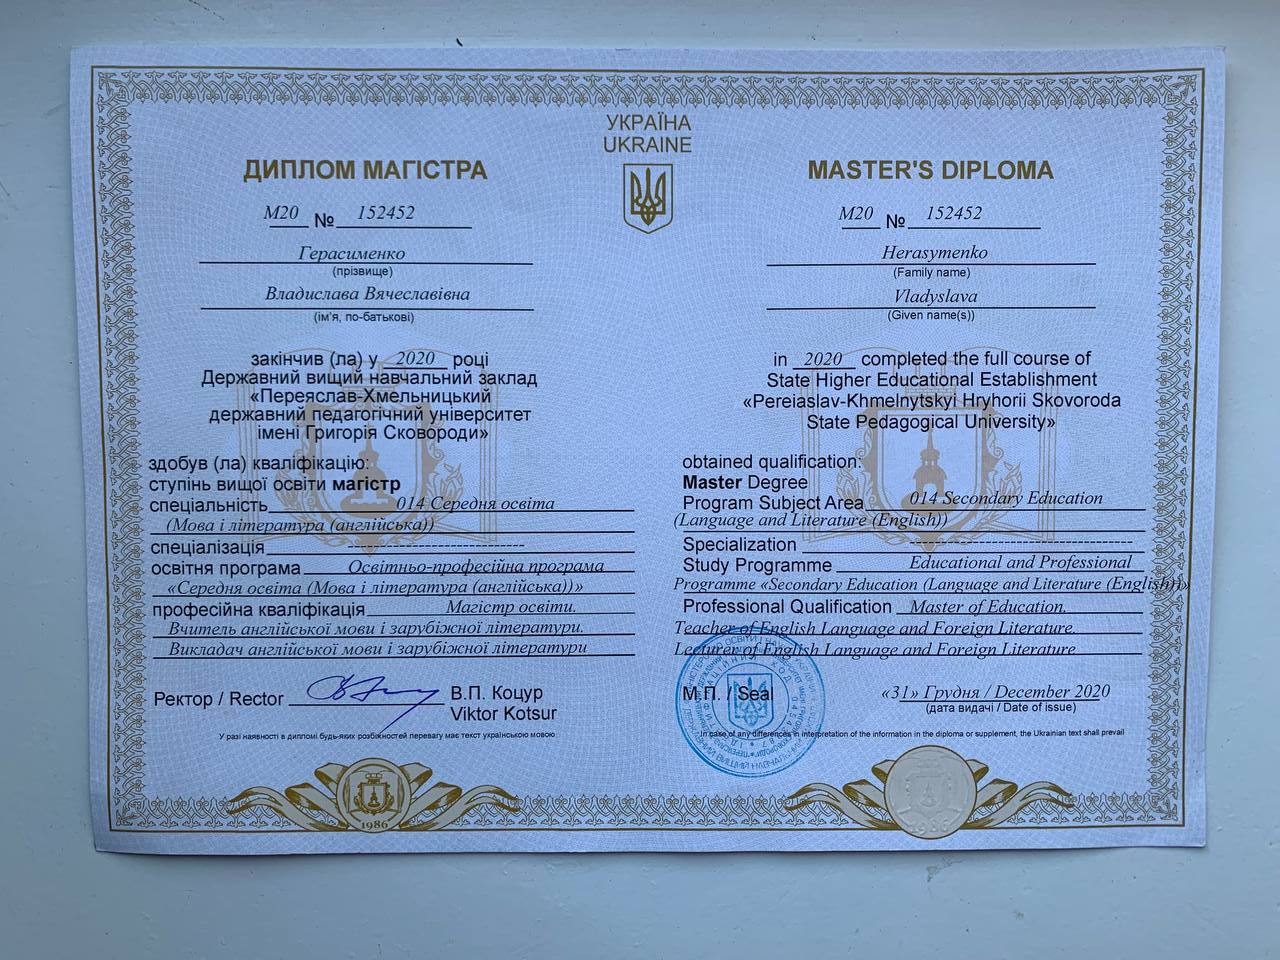 УКРАЇНА
UKRAINE
ДИПЛОМ МАГІСТРА
М20 № 152452
Герасименко
(прізвище)
Владислава Вячеславівна
(ім'я, по-батькові)
закінчив (ла) у 2020 році
Державний вищий навчальний заклад
«Переяслав-Хмельницький
державний педагогічний університет
імені Григорія Сковороди»
здобув (ла) кваліфікацію:
ступінь вищої освіти магістр
спеціальність 014 Середня освіта
(Мова і література (англійська))
спеціалізація ---------------------------
освітня програма Освітньо-професійна програма
«Середня освіта (Мова і література (англійська))»
професійна кваліфікація Магістр освіти.
Вчитель англійської мови і зарубіжної літератури.
Викладач англійської мови і зарубіжної літератури
Ректор / Rector В.П. Коцур
Viktor Kotsur
У разі наявності в дипломі будь-яких розбіжностей перевагу має текст українською мовою
1986
MASTER'S DIPLOMA
M20 № 152452
Herasymenko
(Family name)
Vladyslava
(Given name(s))
in 2020 completed the full course of
State Higher Educational Establishment
«Pereiaslav-Khmelnytskyi Hryhorii Skovoroda
State Pedagogical University»
obtained qualification:
Master Degree
Program Subject Area 014 Secondary Education
(Language and Literature (English))
Specialization ---------------------------------
Study Programme Educational and Professional
Programme «Secondary Education (Language and Literature (English))»
Professional Qualification Master of Education.
Teacher of English Language and Foreign Literature.
Lecturer of English Language and Foreign Literature
М.П. / Seal
«31» Грудня / December 2020
(дата видачі / Date of issue)
In case of any differences in interpretation of the information in the diploma or supplement, the Ukrainian text shall prevail
1986